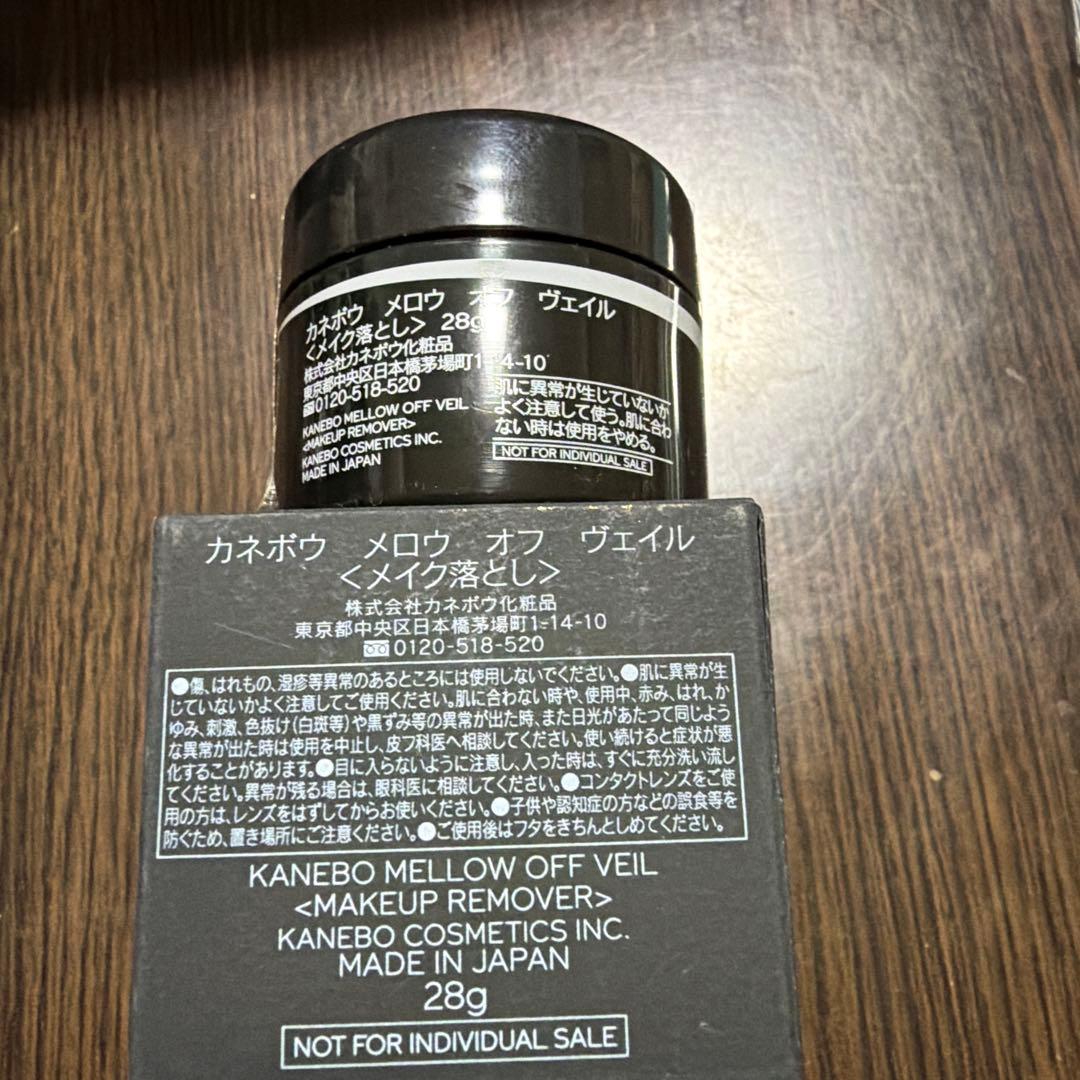 カネボウ　メロウ　オフ　ヴェイル
<メイク落とし>　28g
株式会社カネボウ化粧品
東京都中央区日本橋茅場町1-14-10
0120-518-520
KANEBO MELLOW OFF VEIL
<MAKEUP REMOVER>
KANEBO COSMETICS INC.
MADE IN JAPAN
肌に異常が生じていないか
よく注意して使う。肌に合わ
ない時は使用をやめる。
NOT FOR INDIVIDUAL SALE
カネボウ　メロウ　オフ　ヴェイル
<メイク落とし>
株式会社カネボウ化粧品
東京都中央区日本橋茅場町1-14-10
0120-518-520
●傷、はれもの、湿疹等異常のあるところには使用しないでください。●肌に異常が生
じていないかよく注意してご使用ください。肌に合わない時や、使用中、赤み、はれ、か
ゆみ、刺激、色抜け(白斑等)や黒ずみ等の異常が出た時、また日光があたって同じよう
な異常が出た時は使用を中止し、皮フ科医へ相談してください。使い続けると症状が悪
化することがあります。●目に入らないように注意し、入った時は、すぐに充分洗い流し
てください。異常が残る場合は、眼科医に相談してください。●コンタクトレンズをご使
用の方は、レンズをはずしてからお使いください。●子供や認知症の方などの誤食等を
防ぐため、置き場所にご注意ください。●ご使用後はフタをきちんとしめてください。
KANEBO MELLOW OFF VEIL
<MAKEUP REMOVER>
KANEBO COSMETICS INC.
MADE IN JAPAN
28g
NOT FOR INDIVIDUAL SALE